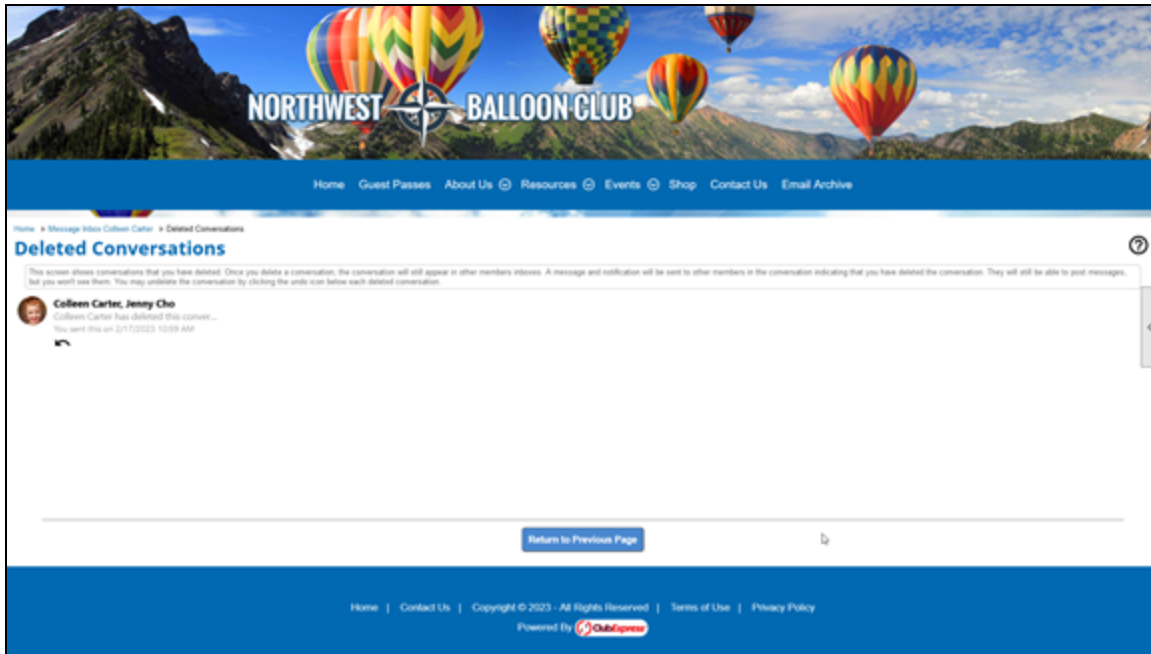 NORTHWEST BALLOON CLUB
Home Guest Passes About Us Resources Events Shop Contact Us Email Archive
Home Message Inbox Colleen Carter Deleted Conversations
Deleted Conversations
This screen shows conversations that you have deleted. Once you delete a conversation, the conversation will still appear in other members inboxes. A message and notification will be sent to other members in the conversation indicating that you have deleted the conversation. They will still be able to post messages,
but you won't see them. You may undelete the conversation by clicking the undo icon below each deleted conversation.
Colleen Carter, Jenny Cho
Colleen Carter has deleted this conver...
You sent this on 2/17/2023 10:59 AM
Return to Previous Page
Home | Contact Us | Copyright © 2023 - All Rights Reserved | Terms of Use | Privacy Policy
Powered By ClubExpress